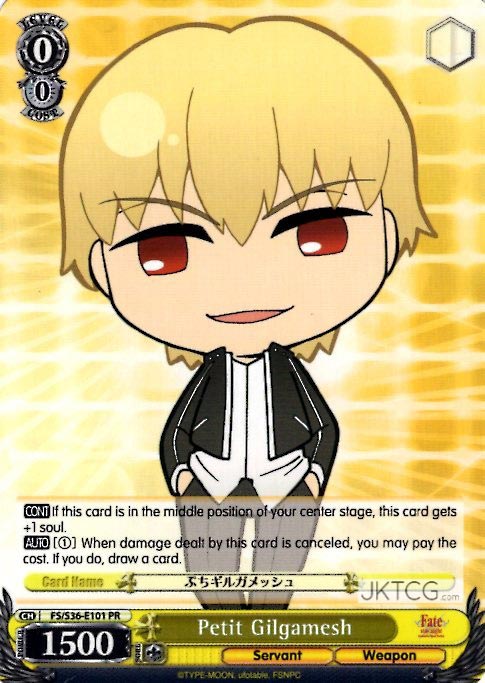 LEVEL
0
0
COST
CONT If this card is in the middle position of your center stage, this card gets
+1 soul.
AUTO [①] When damage dealt by this card is canceled, you may pay the
cost. If you do, draw a card.
Card Name ぷちギルガメッシュ
JKTCG.com
CH FS/S36-E101 PR
POWER 1500 SOUL
Petit Gilgamesh
Fate
Servant Weapon
©TYPE-MOON, ufotable, FSNPC